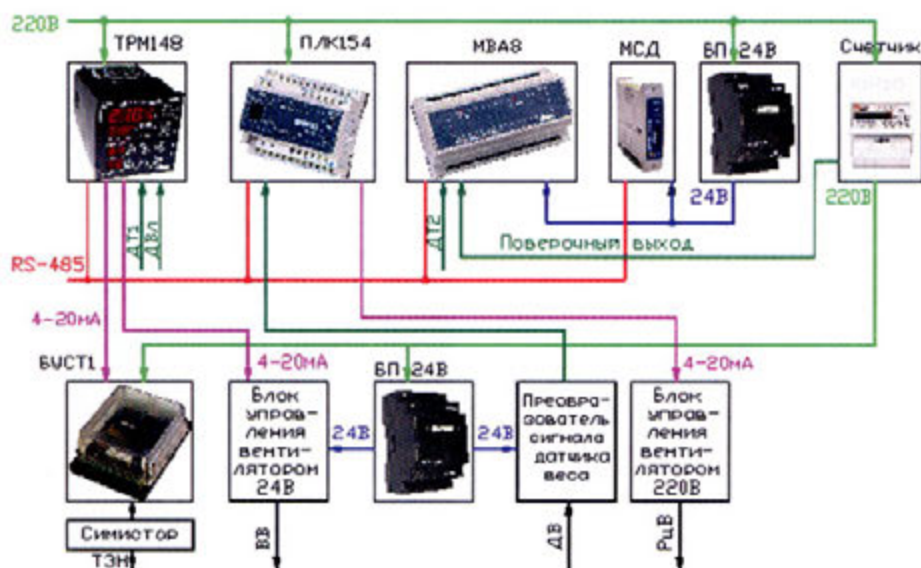 220В
ТРМ148
ПЛК154
МВА8
МСД
БП-24В
Счетчик
24В
220В
ДТ1
ДВл
ДТ2
Поверочный выход
RS-485
4-20мА
4-20мА
4-20мА
БУСТ1
Блок
управ-
ления
венти-
лятором
24В
БП-24В
24В
24В
Преобра-
зователь
сигнала
датчика
веса
Блок
управ-
ления
венти-
лятором
220В
Симистор
ТЭН
ВВ
ДВ
РцВ